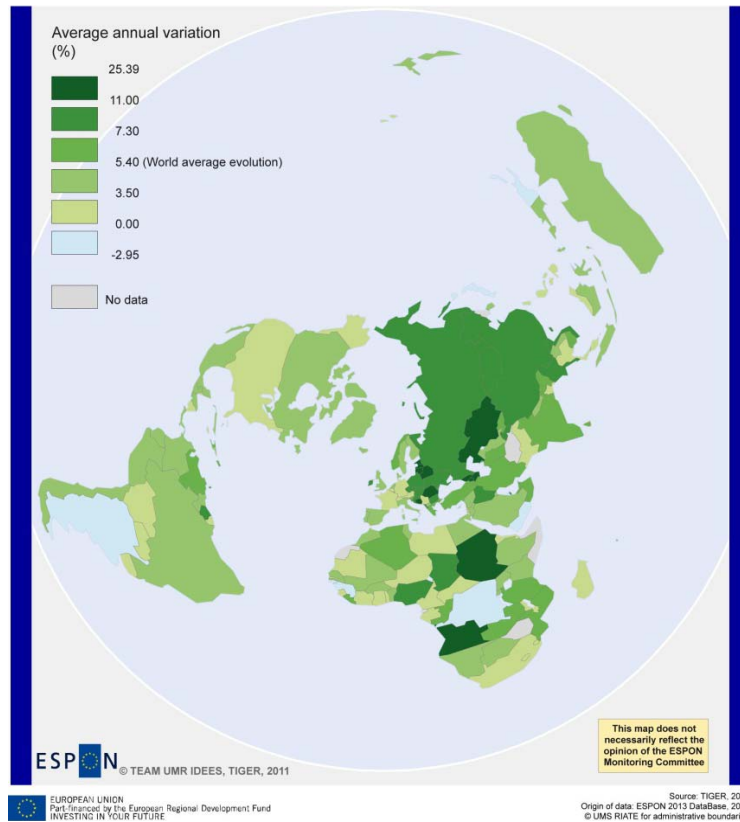 Average annual variation
(%)
25.39
11.00
7.30
5.40 (World average evolution)
3.50
0.00
-2.95
No data
This map does not
necessarily reflect the
opinion of the ESPON
Monitoring Committee
ESPON © TEAM UMR IDEES, TIGER, 2011
EUROPEAN UNION
Part-financed by the European Regional Development Fund
INVESTING IN YOUR FUTURE
Source: TIGER, 20
Origin of data: ESPON 2013 DataBase, 20
© UMS RIATE for administrative boundari